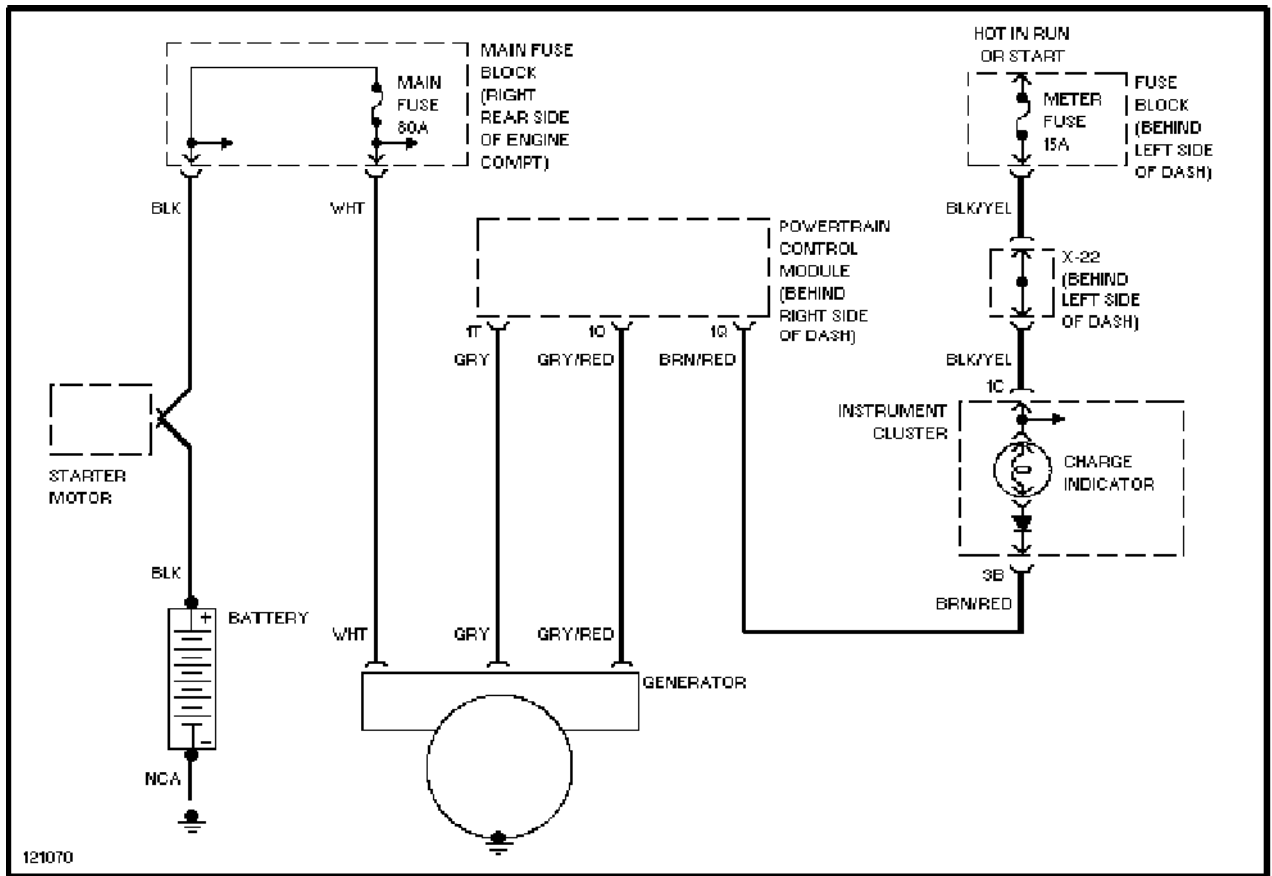 HOT IN RUN
OR START
MAIN FUSE
BLOCK
(RIGHT
REAR SIDE
OF ENGINE
COMPT)
MAIN
FUSE
80A
METER
FUSE
15A
FUSE
BLOCK
(BEHIND
LEFT SIDE
OF DASH)
BLK
WHT
BLK/YEL
POWERTRAIN
CONTROL
MODULE
(BEHIND
RIGHT SIDE
OF DASH)
X-22
(BEHIND
LEFT SIDE
OF DASH)
1T
1O
1Q
GRY
GRY/RED
BRN/RED
BLK/YEL
1C
INSTRUMENT
CLUSTER
CHARGE
INDICATOR
STARTER
MOTOR
BLK
3B
BRN/RED
+
BATTERY
WHT
GRY
GRY/RED
GENERATOR
-
NCA
121070